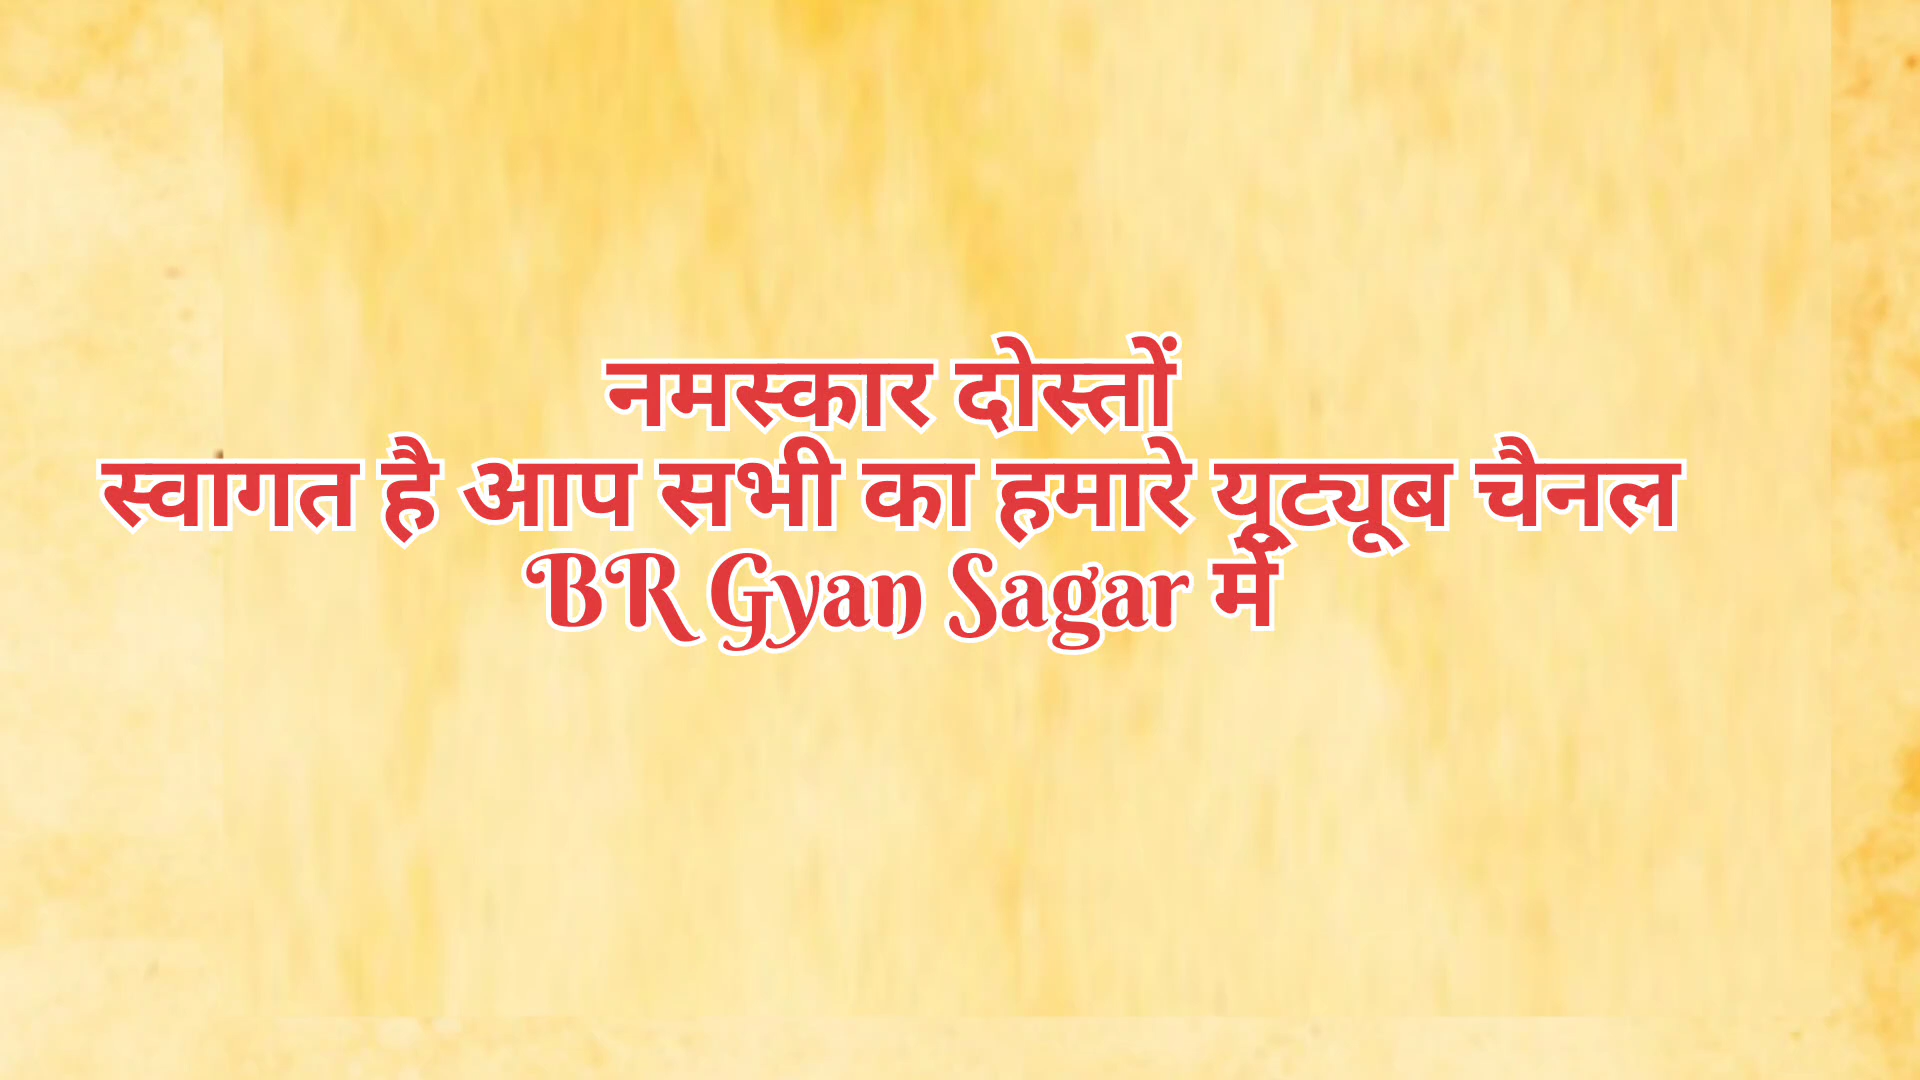 नमस्कार दोस्तों
स्वागत है आप सभी का हमारे यूट्यूब चैनल
BR Gyan Sagar में